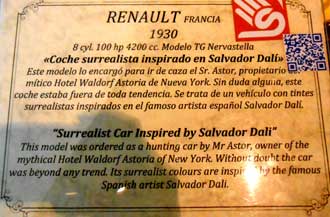 RENAULT FRANCIA
1930
8 cyl. 100 hp 4200 cc. Modelo TG Nervastella
«Coche surrealista inspirado en Salvador Dalí»
Este modelo lo encargó para ir de caza el Sr. Astor, propietario
mítico Hotel Waldorf Astoria de Nueva York. Sin duda alguna, este
coche estaba fuera de toda tendencia. Se trata de un vehículo con tintes
surrealistas inspirados en el famoso artista español Salvador Dalí.
"Surrealist Car Inspired by Salvador Dali"
This model was ordered as a hunting car by Mr Astor, owner of the
mythical Hotel Waldorf Astoria of New York. Without doubt the car
was beyond any trend. Its surrealist colours are inspired by the famous
Spanish artist Salvador Dali.